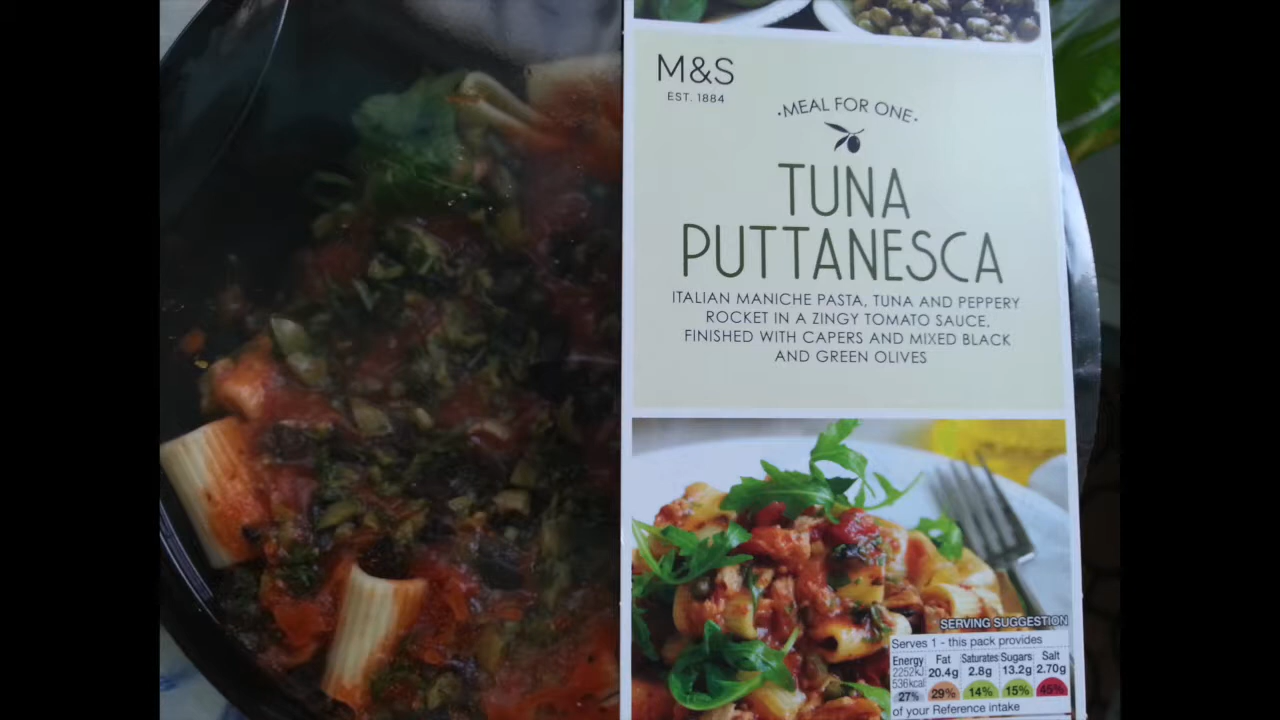 M&S
EST. 1884
·MEAL FOR ONE·
TUNA
PUTTANESCA
ITALIAN MANICHE PASTA, TUNA AND PEPPERY
ROCKET IN A ZINGY TOMATO SAUCE,
FINISHED WITH CAPERS AND MIXED BLACK
AND GREEN OLIVES
SERVING SUGGESTION
Serves 1 - this pack provides
Energy Fat Saturates Sugars Salt
2252kJ 20.4g 2.8g 13.2g 2.70g
536kcal
27% 29% 14% 15% 45%
of your Reference intake